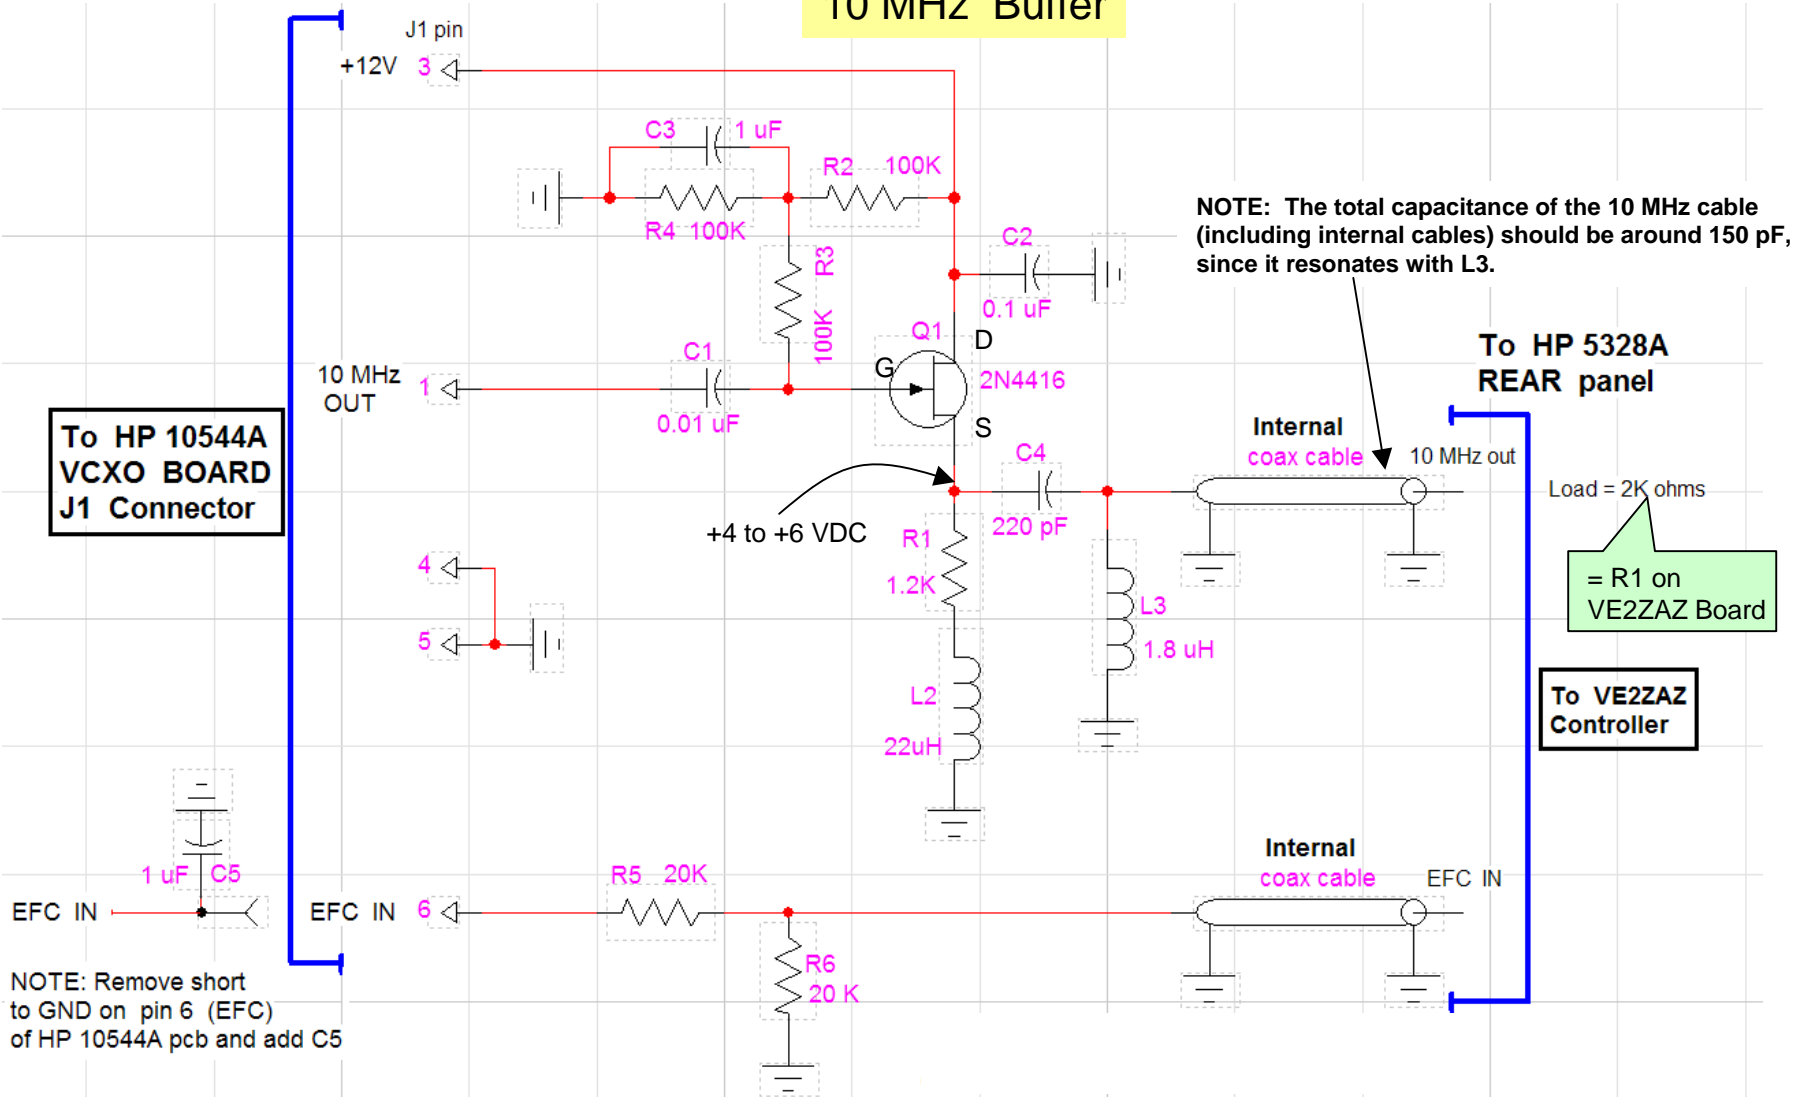 10 MHz Buffer
J1 pin
+12V 3
C3 1 uF
R2 100K
R4 100K
R3
100K
C2
0.1 uF
NOTE: The total capacitance of the 10 MHz cable
(including internal cables) should be around 150 pF,
since it resonates with L3.
Q1
D
G
2N4416
S
C1
0.01 uF
10 MHz
OUT
1
To HP 5328A
REAR panel
To HP 10544A
VCXO BOARD
J1 Connector
Internal
coax cable
10 MHz out
C4
220 pF
Load = 2K ohms
+4 to +6 VDC
R1
1.2K
= R1 on
VE2ZAZ Board
4
5
L3
1.8 uH
L2
22uH
To VE2ZAZ
Controller
1 uF C5
EFC IN
EFC IN 6
R5 20K
R6
20 K
Internal
coax cable
EFC IN
NOTE: Remove short
to GND on pin 6 (EFC)
of HP 10544A pcb and add C5